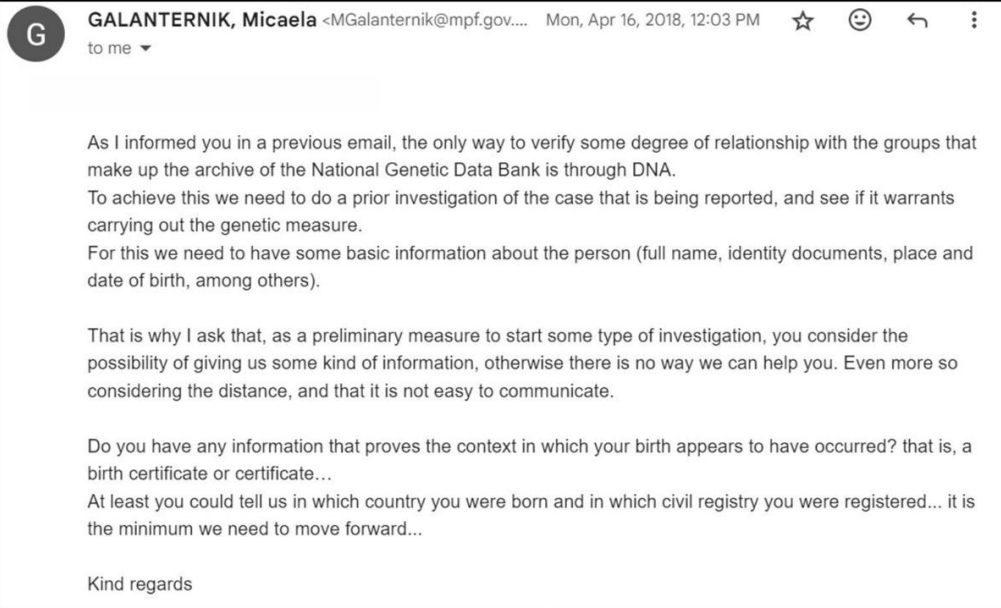 G
GALANTERNIK, Micaela <MGalanternik@mpf.gov.... Mon, Apr 16, 2018, 12:03 PM
to me
As I informed you in a previous email, the only way to verify some degree of relationship with the groups that
make up the archive of the National Genetic Data Bank is through DNA.
To achieve this we need to do a prior investigation of the case that is being reported, and see if it warrants
carrying out the genetic measure.
For this we need to have some basic information about the person (full name, identity documents, place and
date of birth, among others).
That is why I ask that, as a preliminary measure to start some type of investigation, you consider the
possibility of giving us some kind of information, otherwise there is no way we can help you. Even more so
considering the distance, and that it is not easy to communicate.
Do you have any information that proves the context in which your birth appears to have occurred? that is, a
birth certificate or certificate…
At least you could tell us in which country you were born and in which civil registry you were registered... it is
the minimum we need to move forward...
Kind regards